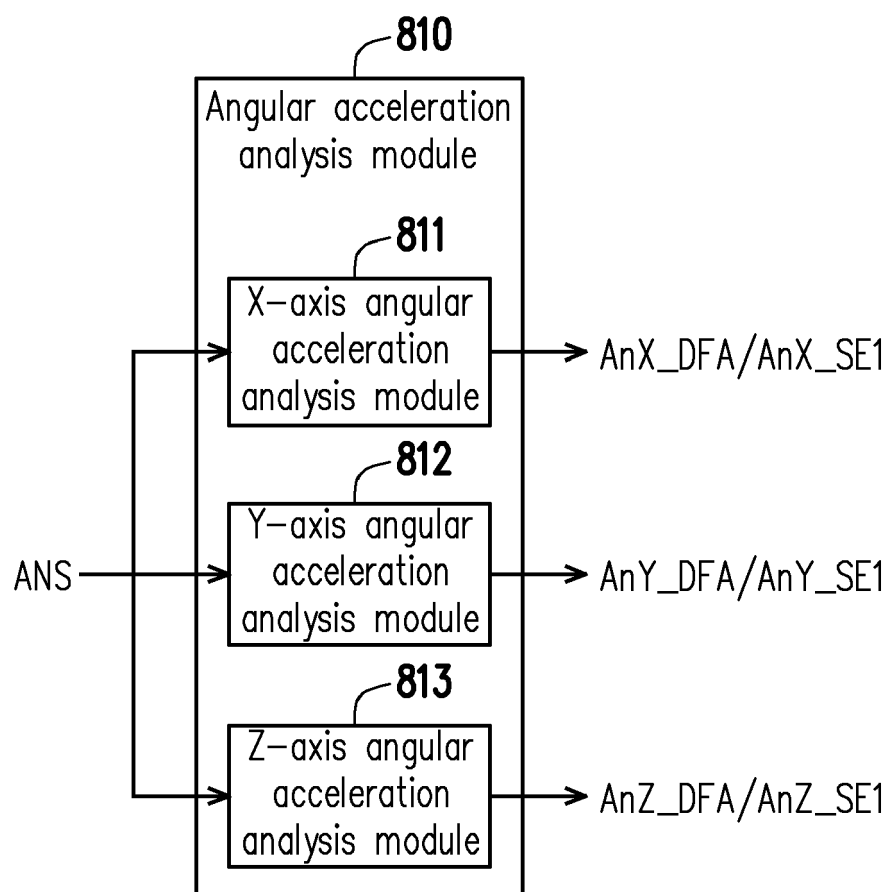 810
Angular acceleration
analysis module
811
X-axis angular
acceleration
analysis module
AnX_DFA/AnX_SE1
812
Y-axis angular
acceleration
analysis module
ANS
AnY_DFA/AnY_SE1
813
Z-axis angular
acceleration
analysis module
AnZ_DFA/AnZ_SE1